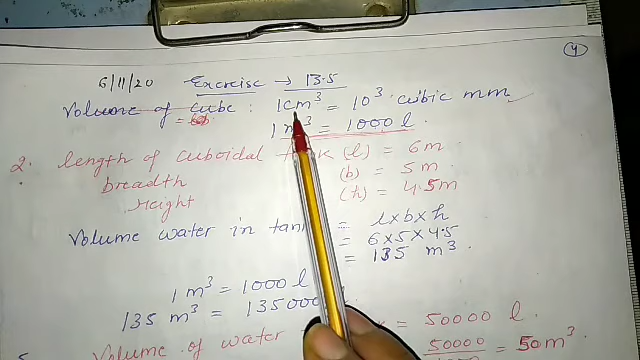 4
6/11/20 Exercise → 13.5
Volume of cube : 1cm³ = 10³ cubic mm
1 m³ = 1000 l
2. length of cuboidal tank (l) = 6m
breadth (b) = 5m
Height (h) = 4.5m
Volume water in tank = l×b×h
= 6×5×4.5
= 135 m³
1 m³ = 1000 l
135 m³ = 135000
Volume of water = 50000 l
50000 = 50m³